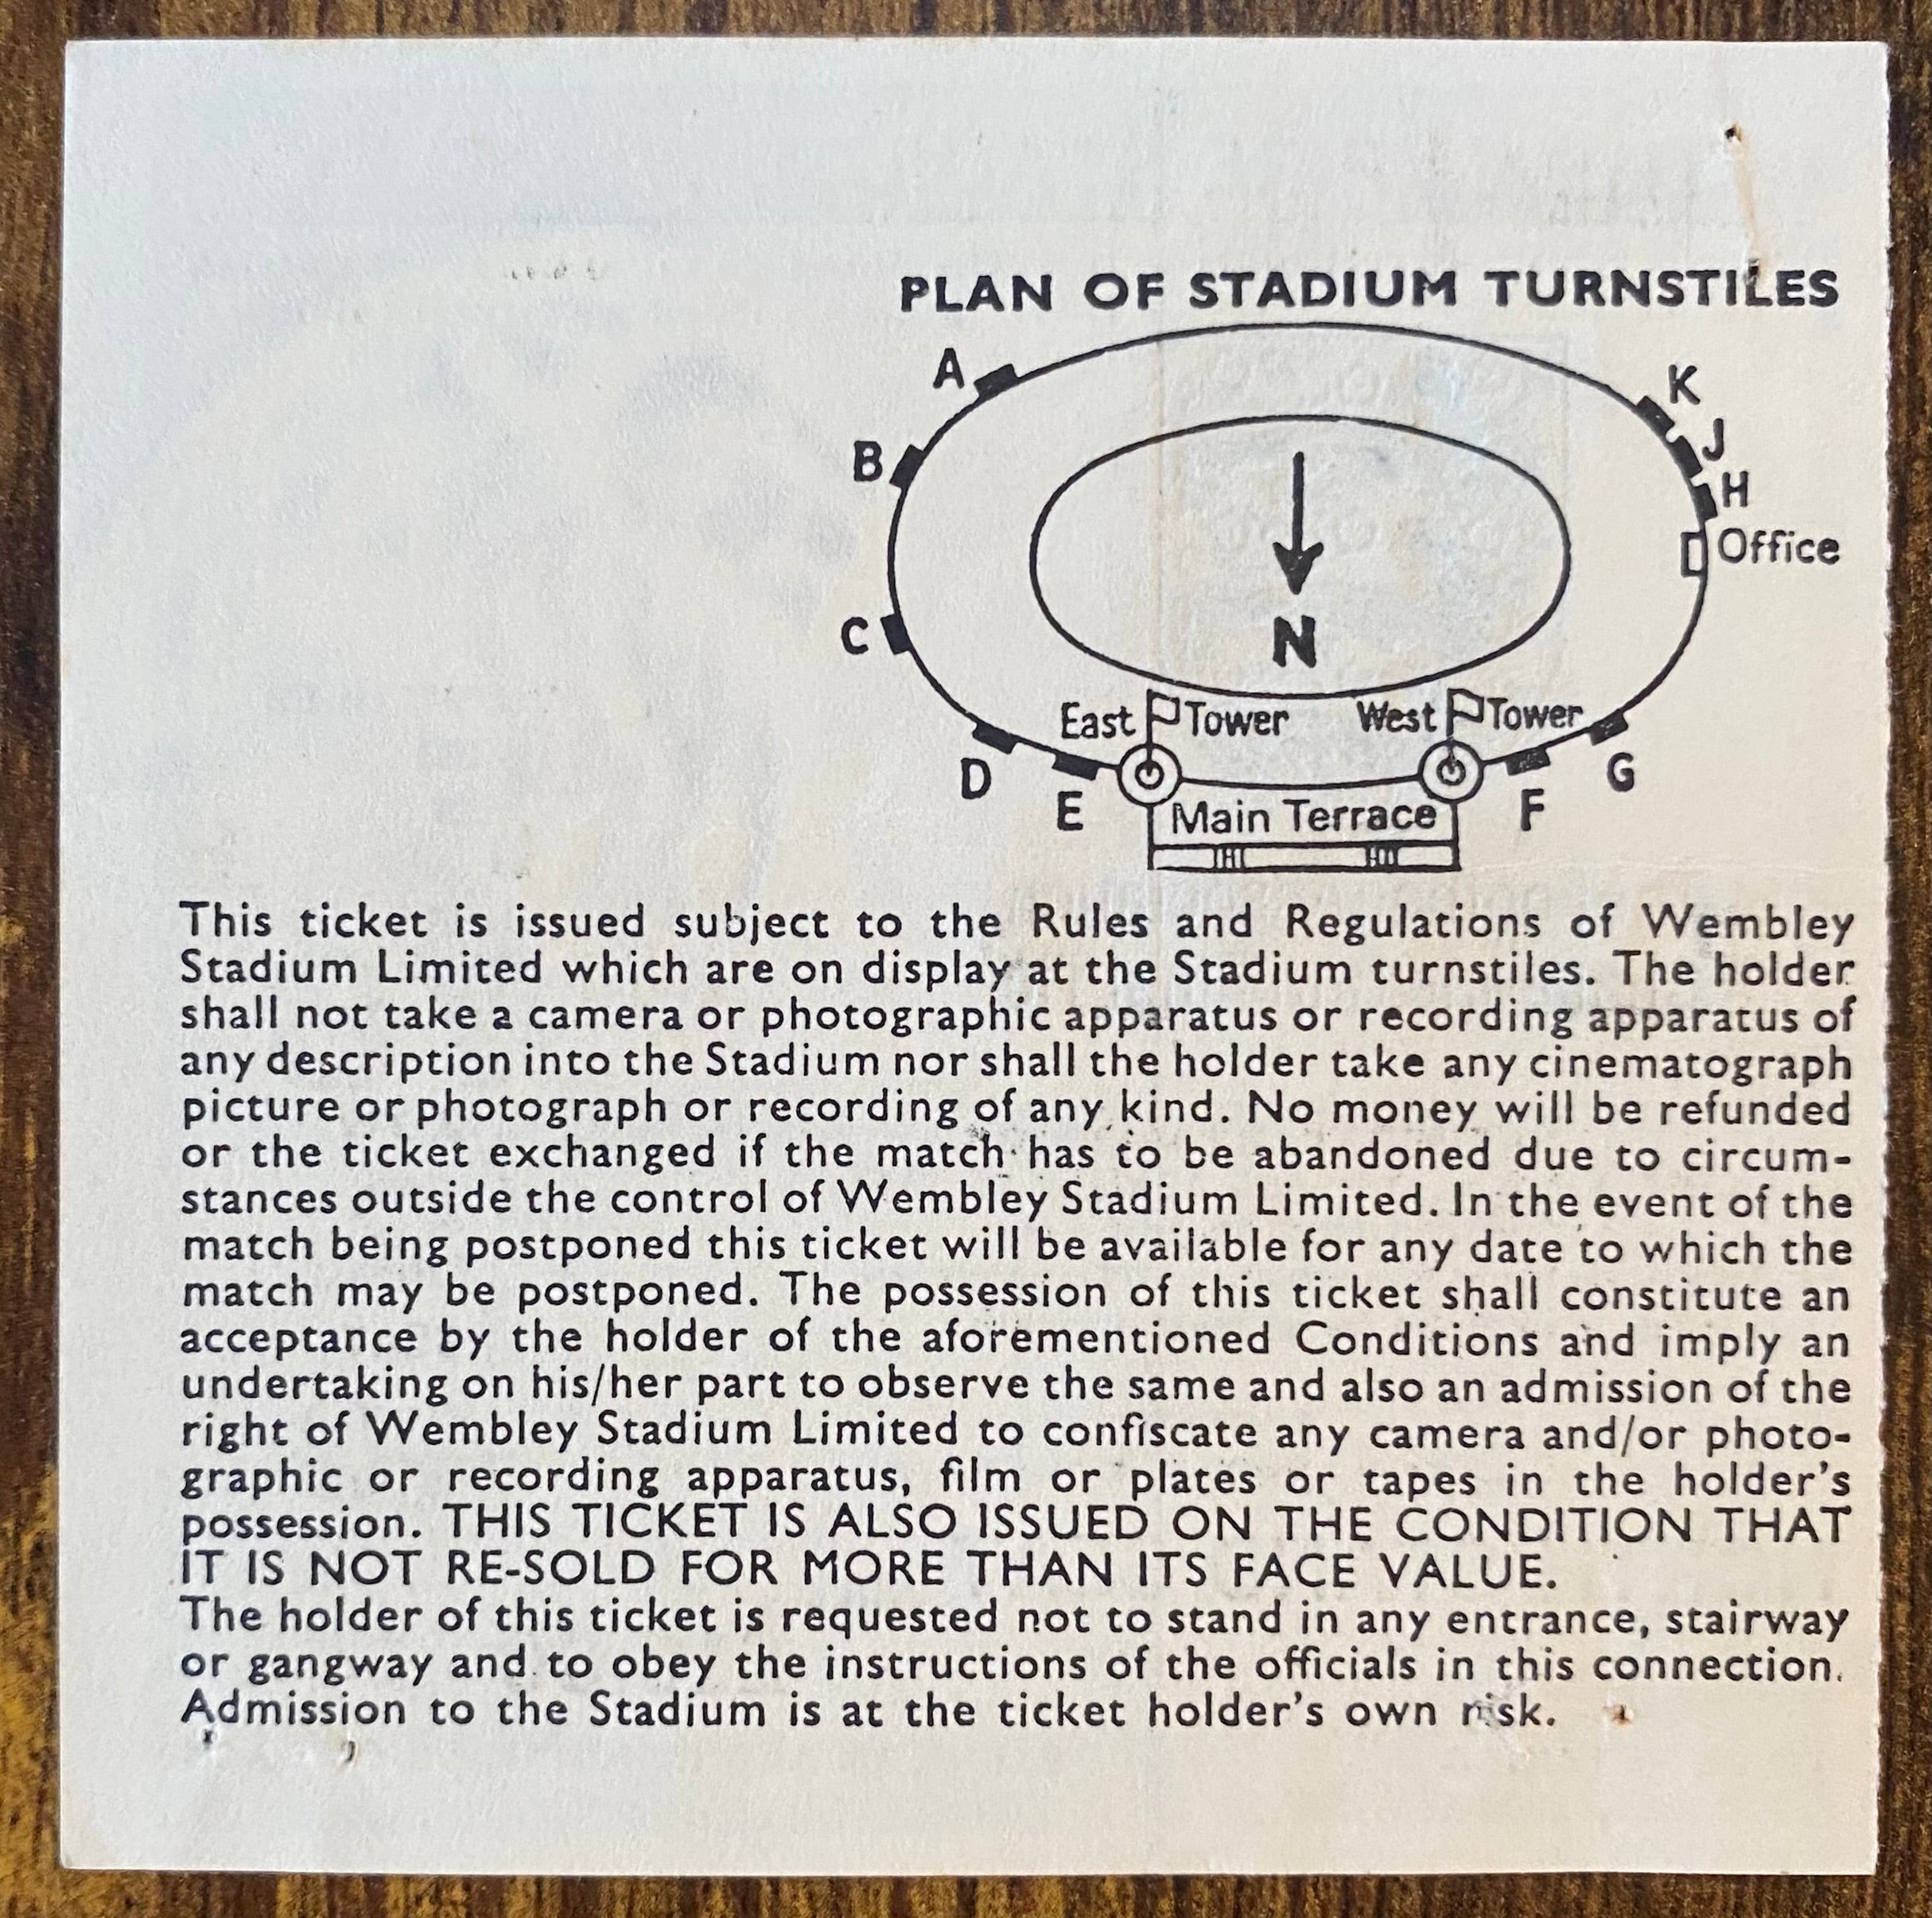 PLAN OF STADIUM TURNSTILES
A
K
B
J
H
Office
N
C
East Tower West Tower
D
G
E
Main Terrace
F
This ticket is issued subject to the Rules and Regulations of Wembley
Stadium Limited which are on display at the Stadium turnstiles. The holder
shall not take a camera or photographic apparatus or recording apparatus of
any description into the Stadium nor shall the holder take any cinematograph
picture or photograph or recording of any kind. No money will be refunded
or the ticket exchanged if the match has to be abandoned due to circum-
stances outside the control of Wembley Stadium Limited. In the event of the
match being postponed this ticket will be available for any date to which the
match may be postponed. The possession of this ticket shall constitute an
acceptance by the holder of the aforementioned Conditions and imply an
undertaking on his/her part to observe the same and also an admission of the
right of Wembley Stadium Limited to confiscate any camera and/or photo-
graphic or recording apparatus, film or plates or tapes in the holder's
possession. THIS TICKET IS ALSO ISSUED ON THE CONDITION THAT
IT IS NOT RE-SOLD FOR MORE THAN ITS FACE VALUE.
The holder of this ticket is requested not to stand in any entrance, stairway
or gangway and to obey the instructions of the officials in this connection.
Admission to the Stadium is at the ticket holder's own risk.